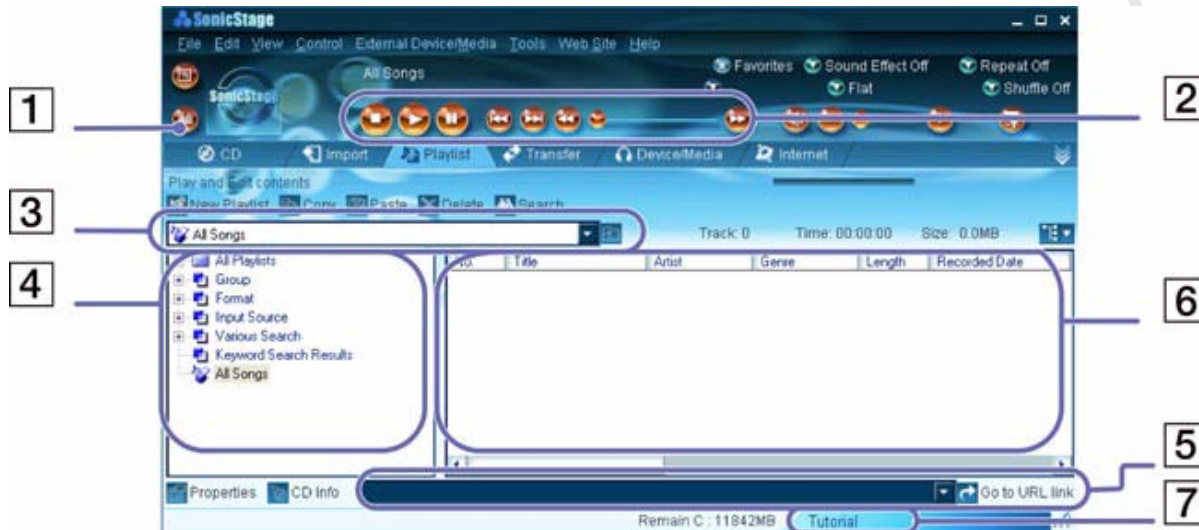 SonicStage
File Edit View Control External Device/Media Tools Web Site Help
All Songs
Favorites Sound Effect Off Repeat Off
Flat Shuffle Off
SonicStage
1
2
CD Import Playlist Transfer Device/Media Internet
Play and Edit contents
New Playlist Copy Paste Delete Search
3
All Songs Track: 0 Time: 00:00:00 Size: 0.0MB
4
All Playlists
Group
Format
Input Source
Various Search
Keyword Search Results
All Songs
No. Title Artist Genre Length Recorded Date
6
5
Properties CD Info Go to URL link
7
Remain C : 11842MB Tutorial